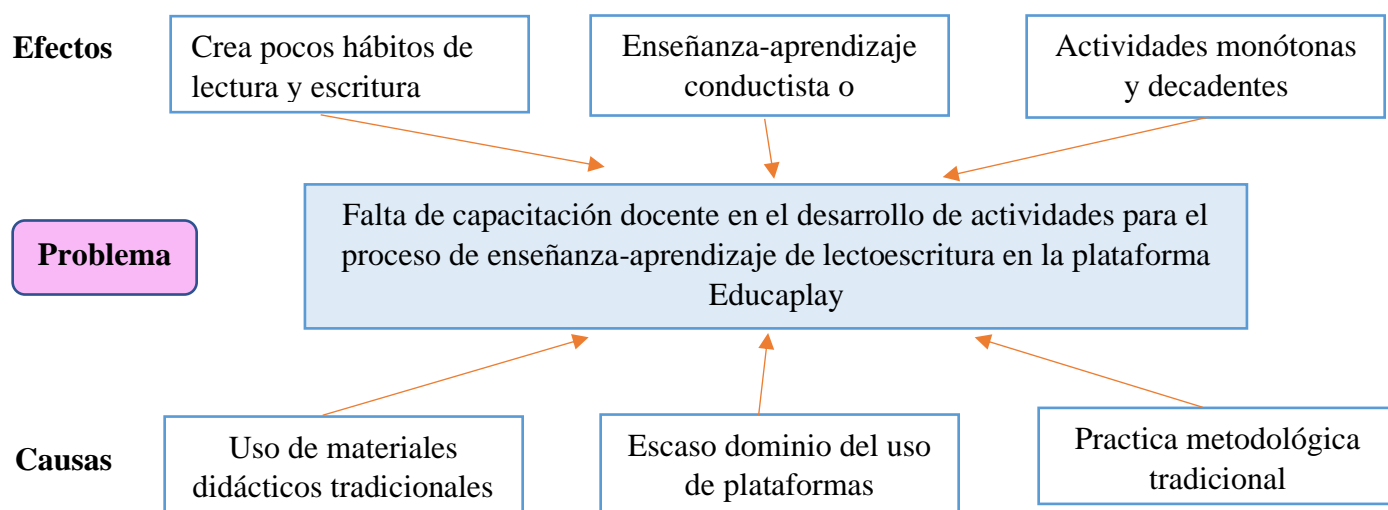 Efectos
Crea pocos hábitos de
lectura y escritura
Enseñanza-aprendizaje
conductista o
Actividades monótonas
y decadentes
Problema
Falta de capacitación docente en el desarrollo de actividades para el
proceso de enseñanza-aprendizaje de lectoescritura en la plataforma
Educaplay
Causas
Uso de materiales
didácticos tradicionales
Escaso dominio del uso
de plataformas
Practica metodológica
tradicional